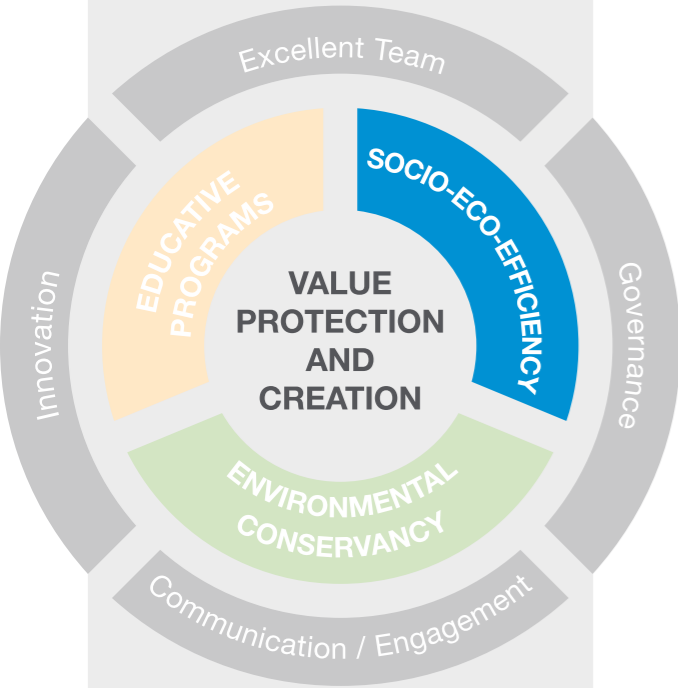 Excellent Team
EDUCATIVE
PROGRAMS
SOCIO-ECO-EFFICIENCY
Innovation
VALUE
PROTECTION
AND
CREATION
Governance
ENVIRONMENTAL
CONSERVANCY
Communication / Engagement